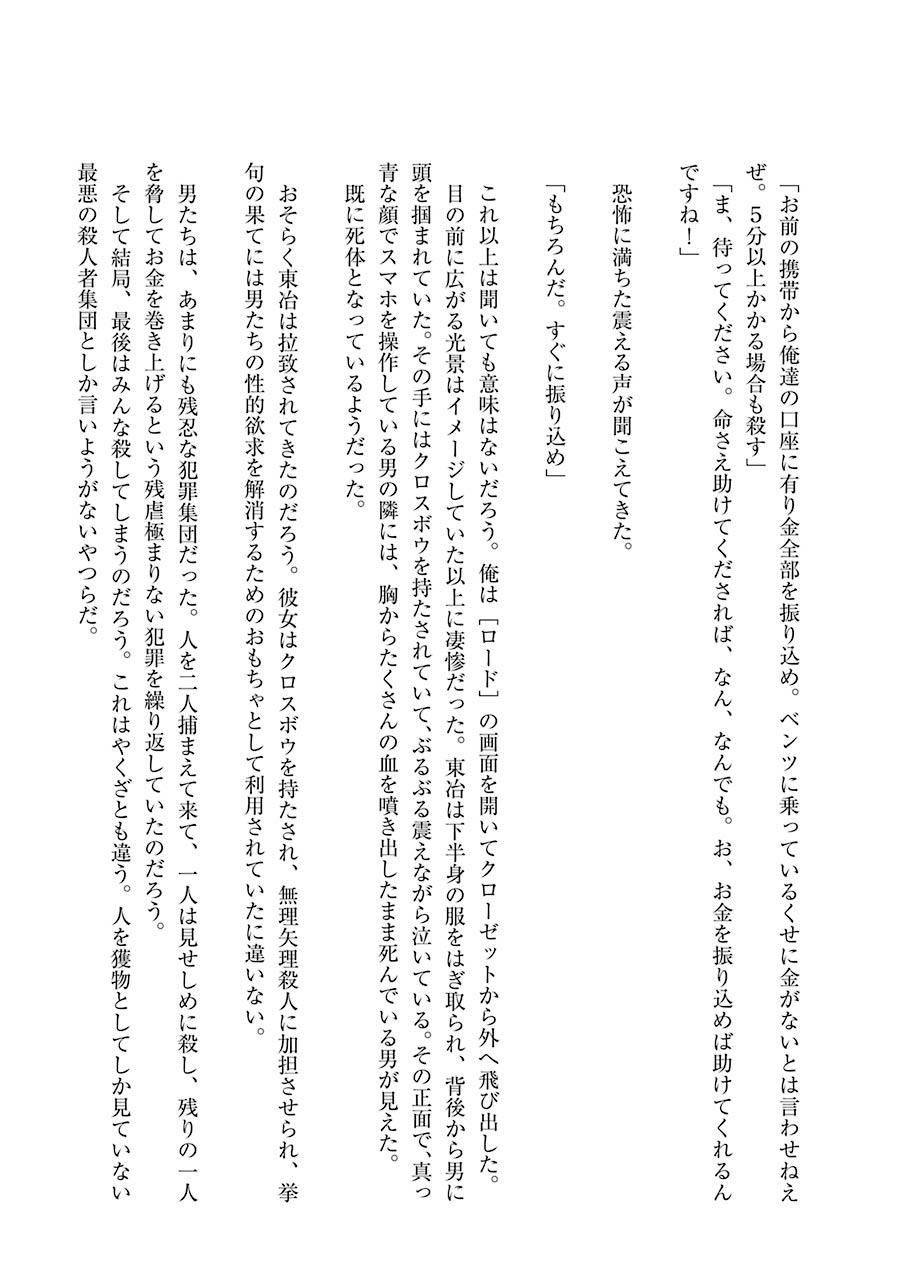 「お前の携帯から俺達の口座に有り金全部を振り込め。ベンツに乗っているくせに金がないとは言わせねえ
ぜ。５分以上かかる場合も殺す」
「ま、待ってください。命さえ助けてくだされば、なん、なんでも。お、お金を振り込めば助けてくれるん
ですね！」
恐怖に満ちた震える声が聞こえてきた。
「もちろんだ。すぐに振り込め」
これ以上は聞いても意味はないだろう。俺は［ロード］の画面を開いてクローゼットから外へ飛び出した。
目の前に広がる光景はイメージしていた以上に凄惨だった。東冶は下半身の服をはぎ取られ、背後から男に
頭を掴まれていた。その手にはクロスボウを持たされていて、ぶるぶる震えながら泣いている。その正面で、真っ
青な顔でスマホを操作している男の隣には、胸からたくさんの血を噴き出したまま死んでいる男が見えた。
既に死体となっているようだった。
おそらく東冶は拉致されてきたのだろう。彼女はクロスボウを持たされ、無理矢理殺人に加担させられ、挙
句の果てには男たちの性的欲求を解消するためのおもちゃとして利用されていたに違いない。
男たちは、あまりにも残忍な犯罪集団だった。人を二人捕まえて来て、一人は見せしめに殺し、残りの一人
を脅してお金を巻き上げるという残虐極まりない犯罪を繰り返していたのだろう。
そして結局、最後はみんな殺してしまうのだろう。これはやくざとも違う。人を獲物としてしか見ていない
最悪の殺人者集団としか言いようがないやつらだ。